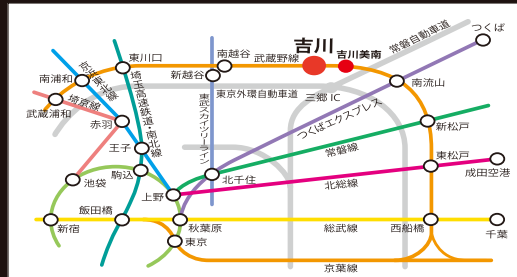 吉川
吉川美南
常磐自動車道
つくば
南越谷
武蔵野線
東川口
新越谷
京浜東北線
南浦和
埼京線
武蔵浦和
埼玉高速鉄道・南北線
東武スカイツリーライン
東京外環自動車道
三郷IC
南流山
つくばエクスプレス
赤羽
新松戸
王子
常磐線
東松戸
駒込
池袋
北千住
成田空港
上野
北総線
飯田橋
新宿
秋葉原
総武線
西船橋
千葉
東京
京葉線